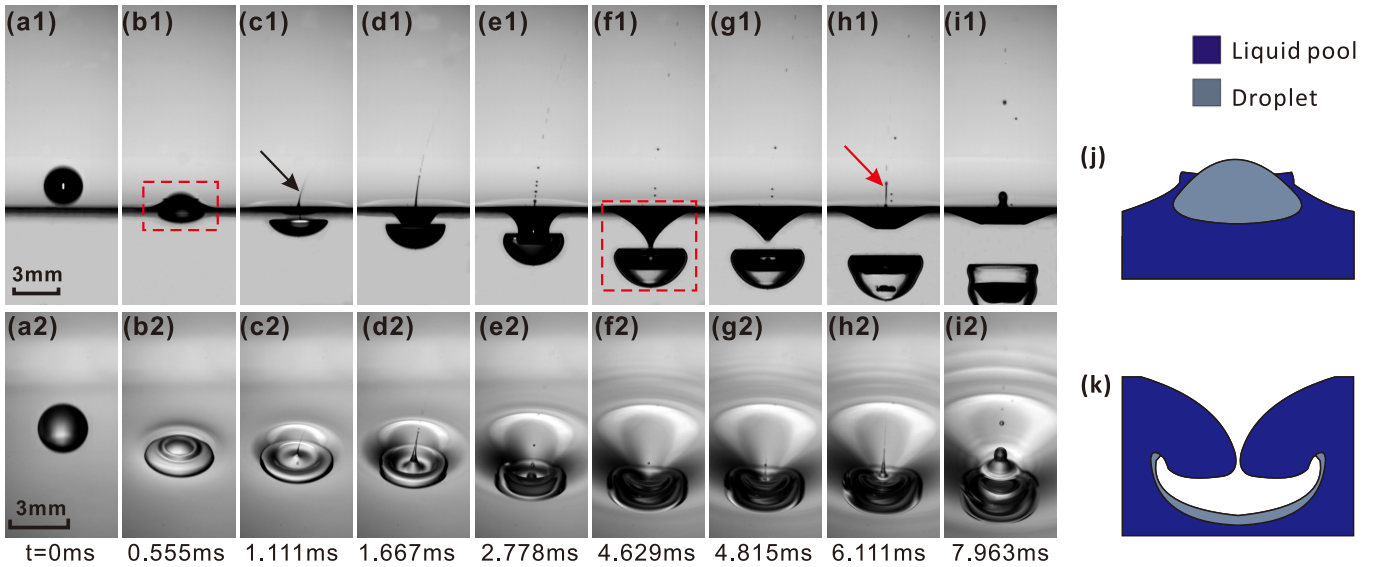 (a1) (b1) (c1) (d1) (e1) (f1) (g1) (h1) (i1)
3mm
(a2) (b2) (c2) (d2) (e2) (f2) (g2) (h2) (i2)
3mm
t=0ms 0.555ms 1.111ms 1.667ms 2.778ms 4.629ms 4.815ms 6.111ms 7.963ms
Liquid pool
Droplet
(j)
(k)